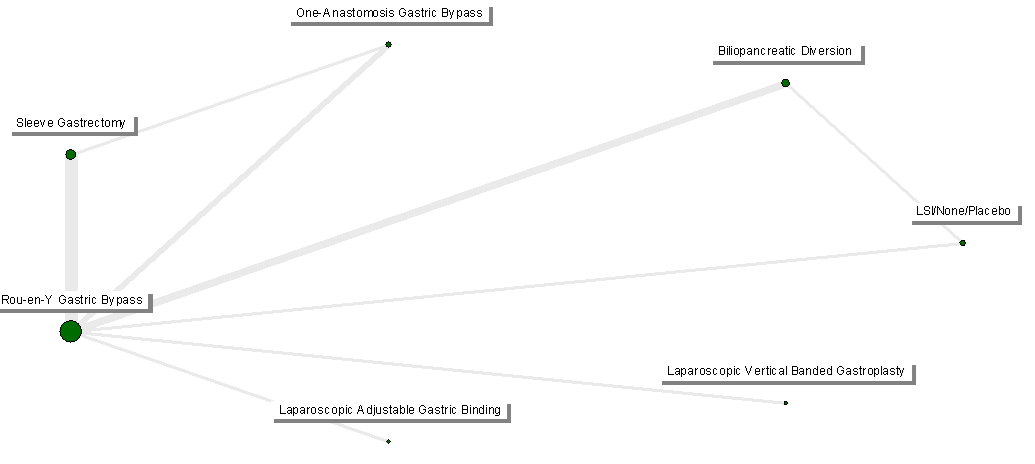 One-Anastomosis Gastric Bypass
Biliopancreatic Diversion
Sleeve Gastrectomy
LSI/None/Placebo
Rou-en-Y Gastric Bypass
Laparoscopic Vertical Banded Gastroplasty
Laparoscopic Adjustable Gastric Binding